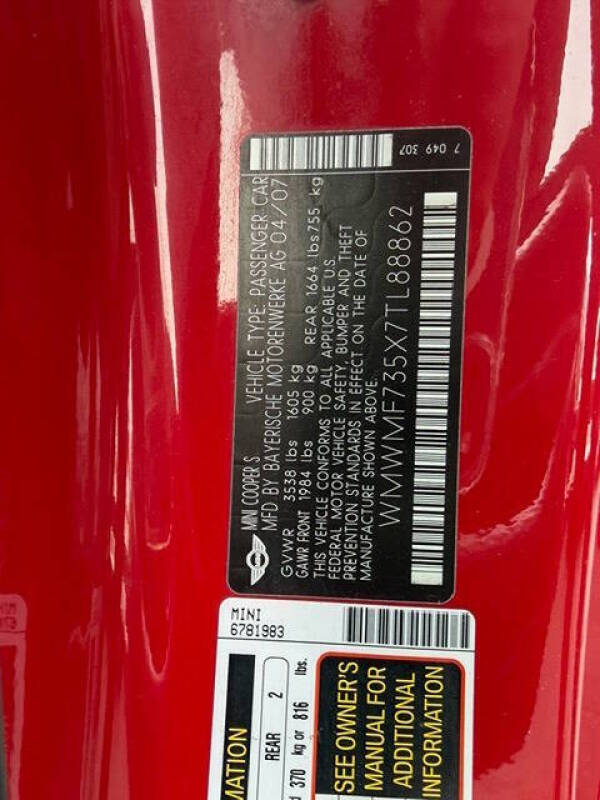 7 049 307
MINI COOPER S VEHICLE TYPE: PASSENGER CAR
MFD BY BAYERISCHE MOTORENWERKE AG 04/07
GVWR 3538 lbs 1605 kg
GAWR FRONT 1984 lbs 900 kg REAR 1664 lbs 755 kg
THIS VEHICLE CONFORMS TO ALL APPLICABLE U.S.
FEDERAL MOTOR VEHICLE SAFETY, BUMPER AND THEFT
PREVENTION STANDARDS IN EFFECT ON THE DATE OF
MANUFACTURE SHOWN ABOVE.
WMWMF735X7TL88862
MINI
6781983
MATION
REAR 2
370 kg or 816 lbs.
SEE OWNER'S
MANUAL FOR
ADDITIONAL
INFORMATION